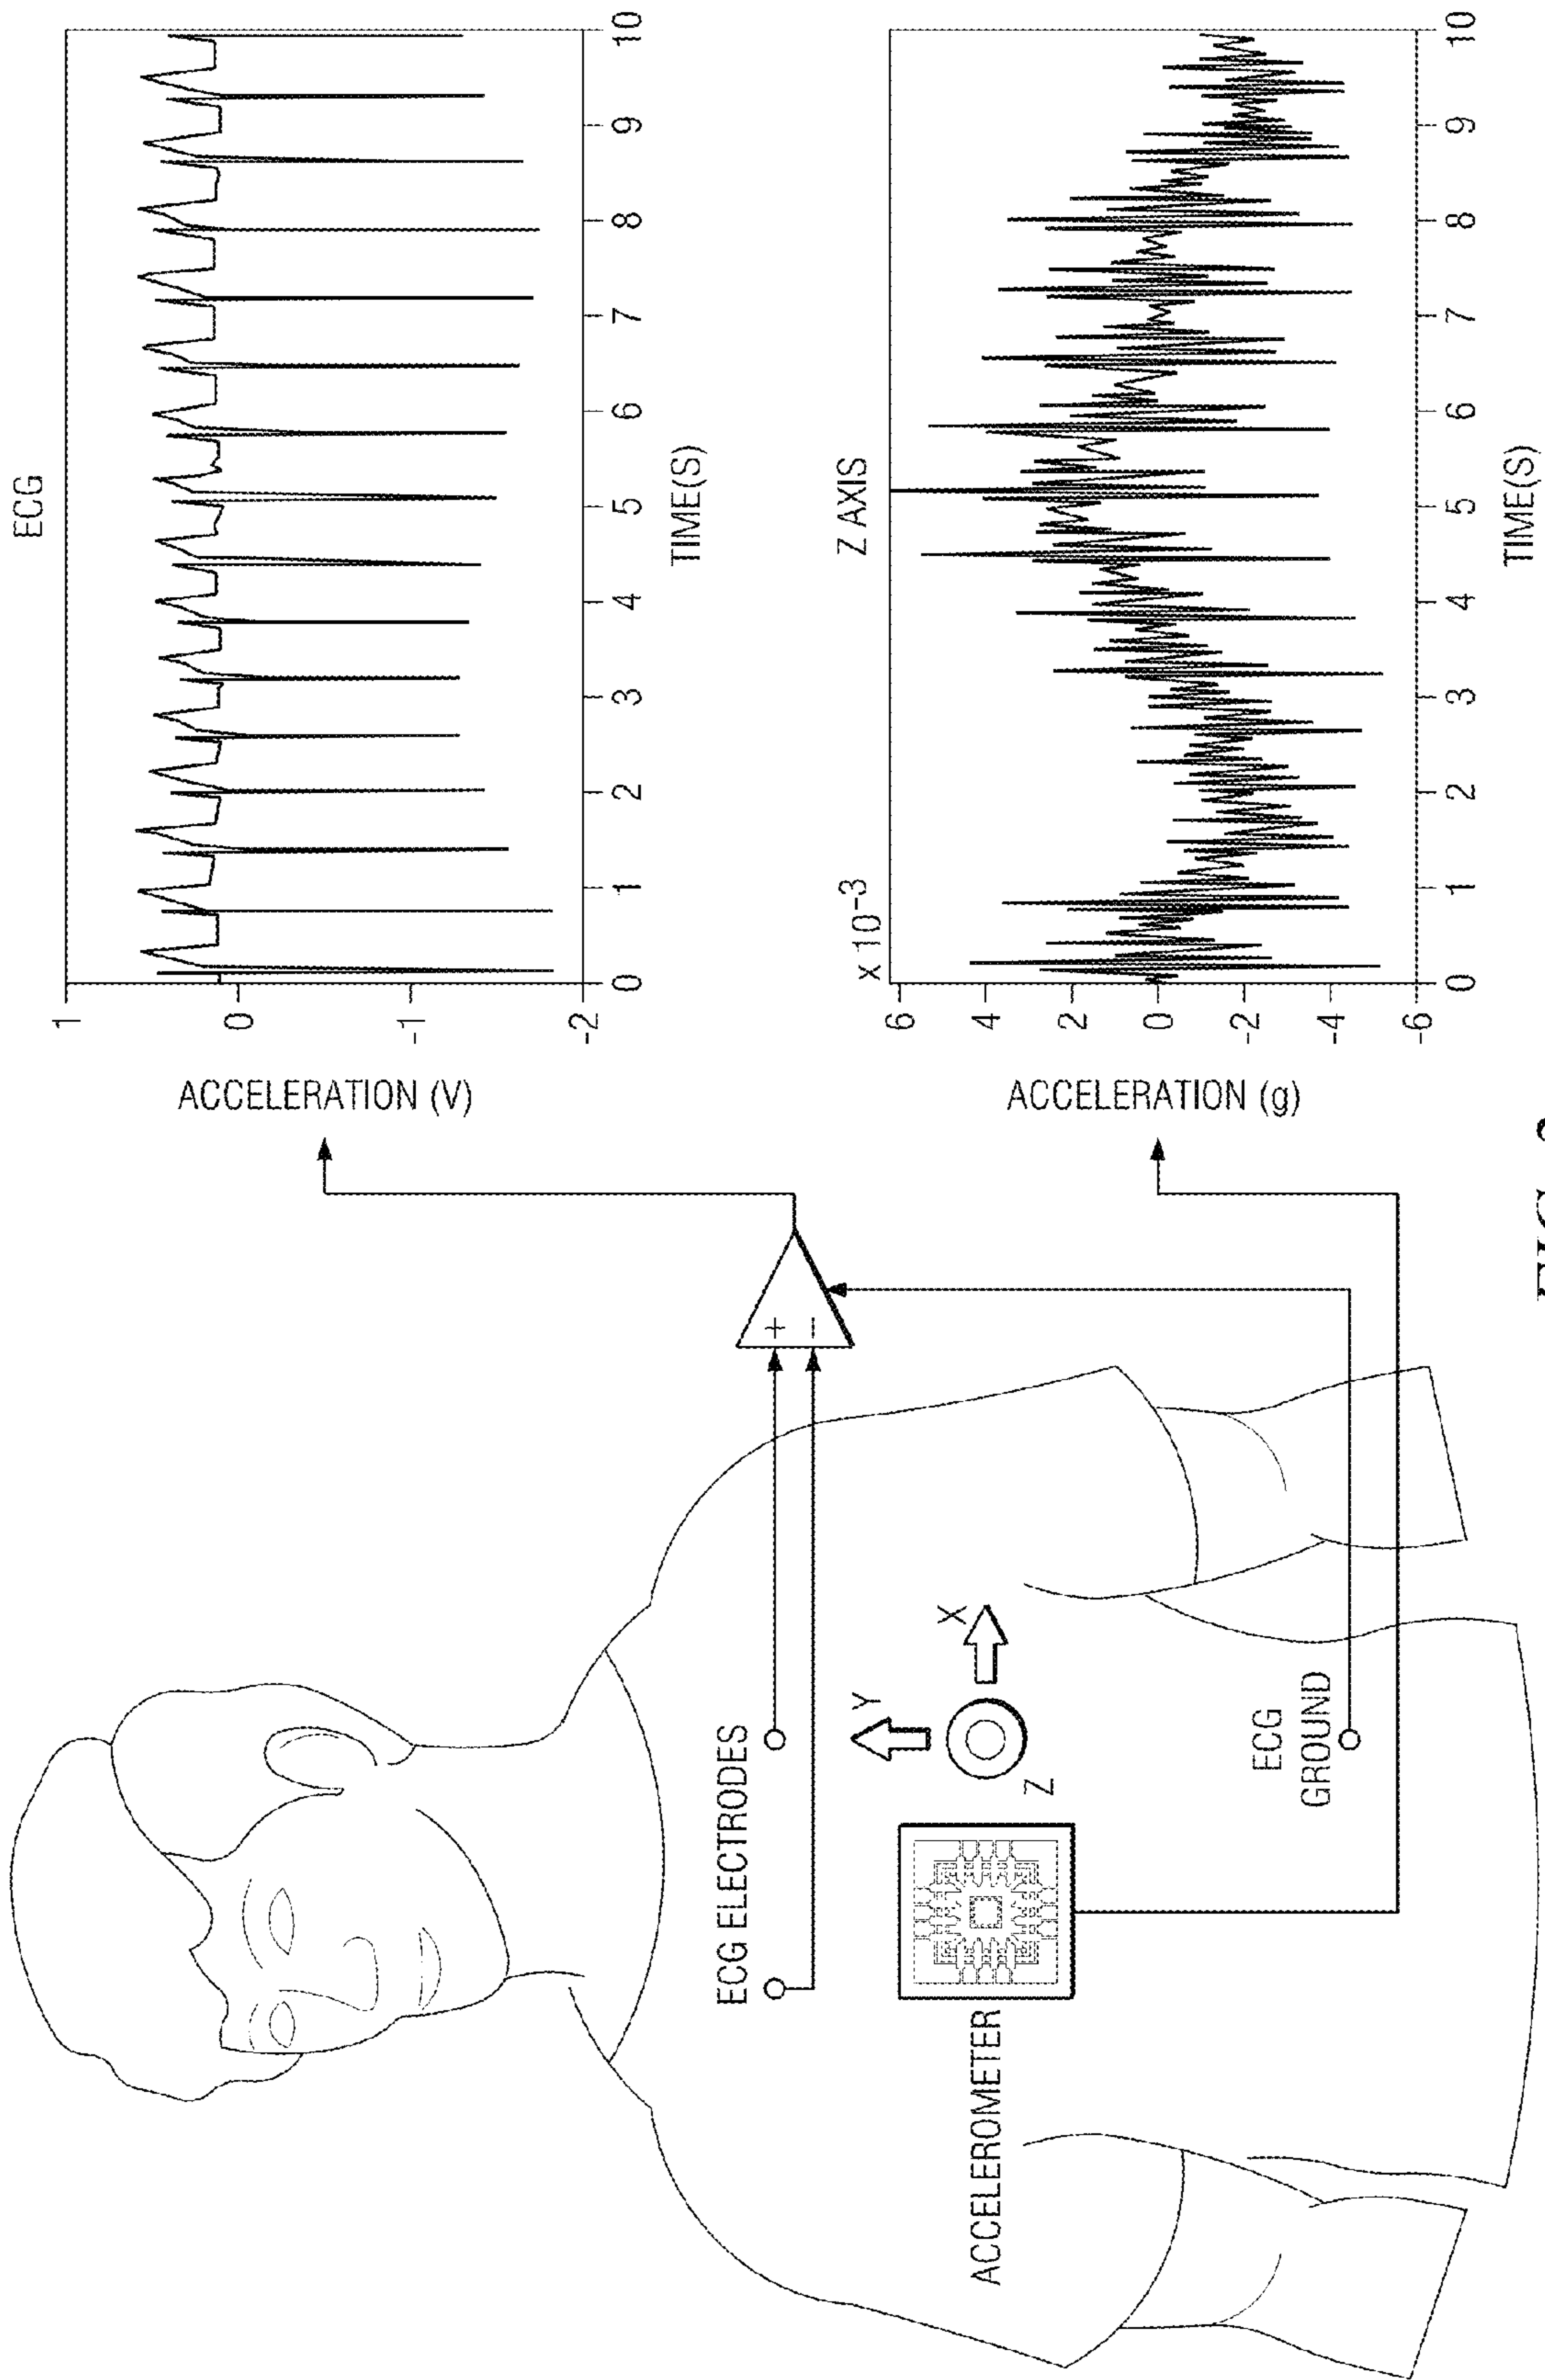 ECG ELECTRODES
+
−
Y
X
Z
ACCELEROMETER
ECG
GROUND
ECG
ACCELERATION (V)
1
0
-1
-2
0 1 2 3 4 5 6 7 8 9 10
TIME(S)
Z AXIS
x 10-3
ACCELERATION (g)
6
4
2
0
-2
-4
-6
0 1 2 3 4 5 6 7 8 9 10
TIME(S)